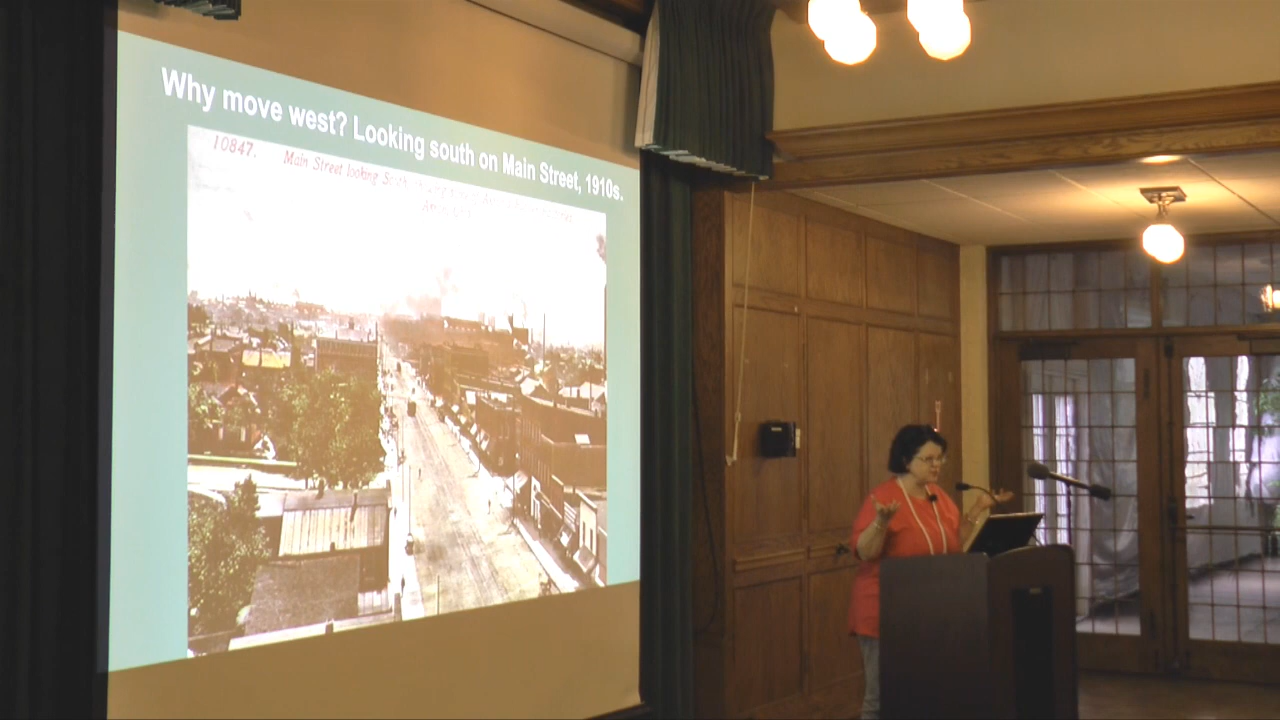 Why move west? Looking south on Main Street, 1910s.
10847. Main Street looking South